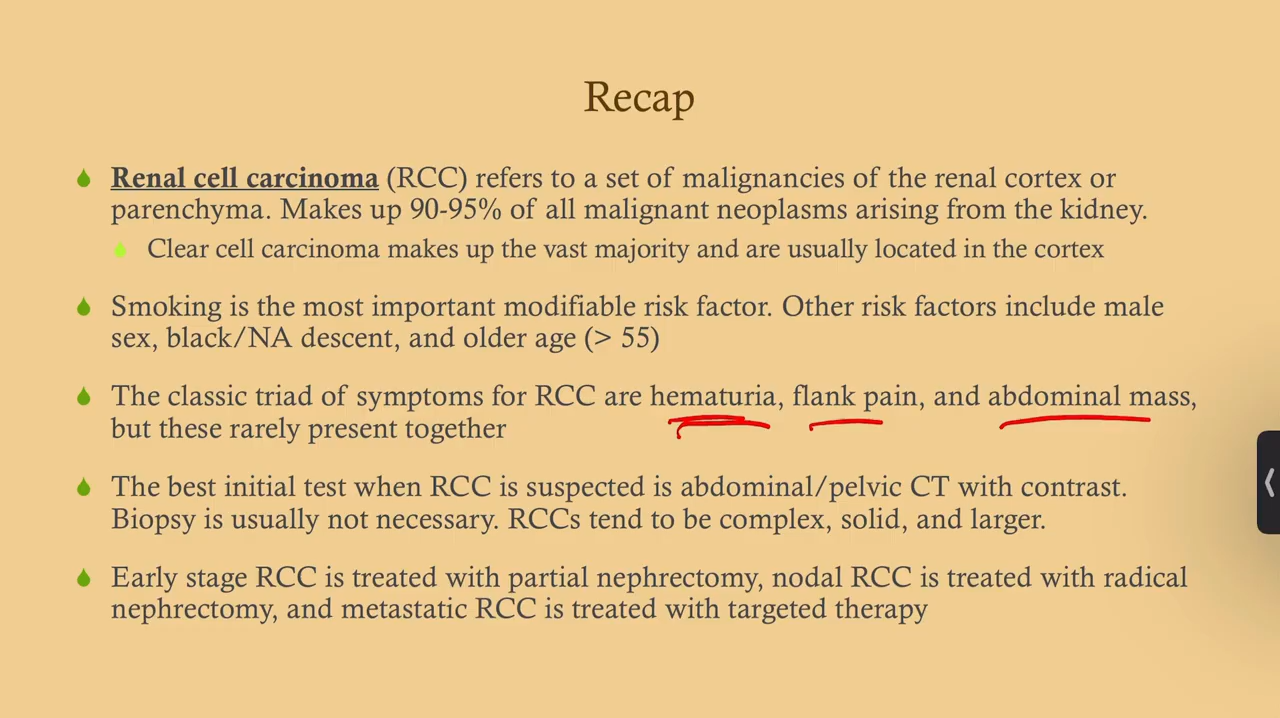 Recap
Renal cell carcinoma (RCC) refers to a set of malignancies of the renal cortex or
parenchyma. Makes up 90-95% of all malignant neoplasms arising from the kidney.
Clear cell carcinoma makes up the vast majority and are usually located in the cortex
Smoking is the most important modifiable risk factor. Other risk factors include male
sex, black/NA descent, and older age (> 55)
The classic triad of symptoms for RCC are hematuria, flank pain, and abdominal mass,
but these rarely present together
The best initial test when RCC is suspected is abdominal/pelvic CT with contrast.
Biopsy is usually not necessary. RCCs tend to be complex, solid, and larger.
Early stage RCC is treated with partial nephrectomy, nodal RCC is treated with radical
nephrectomy, and metastatic RCC is treated with targeted therapy